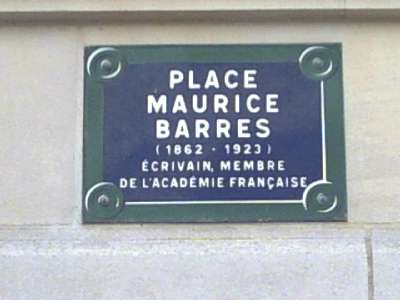 PLACE
MAURICE
BARRES
(1862 - 1923)
ÉCRIVAIN, MEMBRE
DE L'ACADÉMIE FRANÇAISE